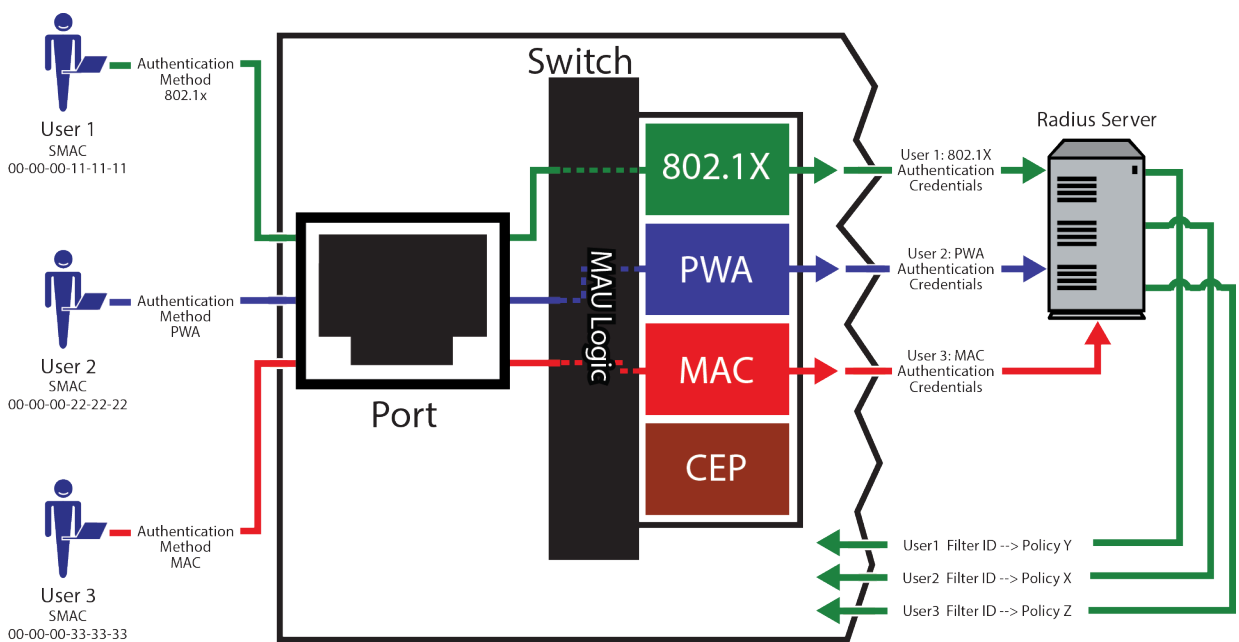 Authentication
Method
802.1x
User 1
SMAC
00-00-00-11-11-11
Authentication
Method
PWA
User 2
SMAC
00-00-00-22-22-22
Authentication
Method
MAC
User 3
SMAC
00-00-00-33-33-33
Port
Switch
MAU Logic
802.1X
PWA
MAC
CEP
User 1: 802.1X
Authentication
Credentials
User 2: PWA
Authentication
Credentials
User 3: MAC
Authentication
Credentials
Radius Server
User1 Filter ID --> Policy Y
User2 Filter ID --> Policy X
User3 Filter ID --> Policy Z